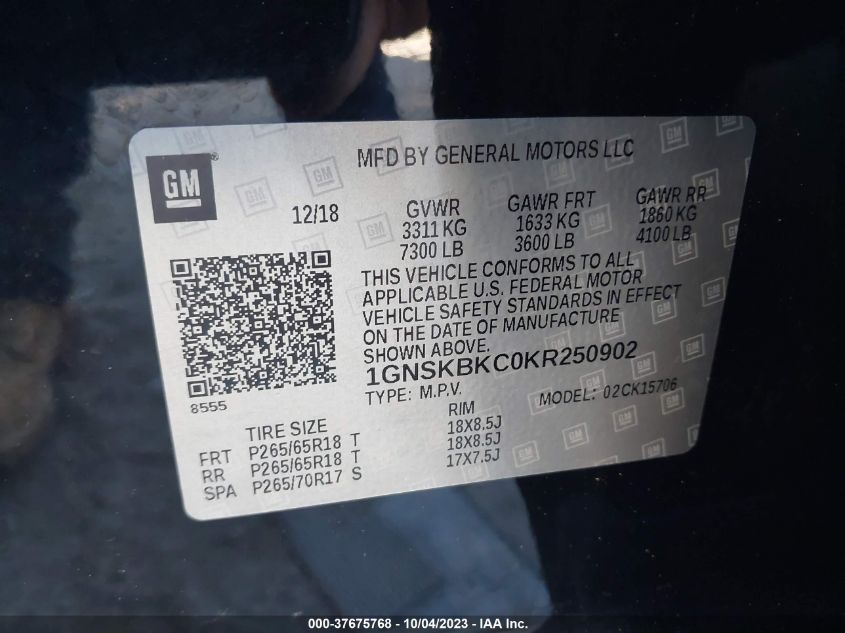 GM ®
MFD BY GENERAL MOTORS LLC
12/18
GVWR
3311 KG
7300 LB
GAWR FRT
1633 KG
3600 LB
GAWR RR
1860 KG
4100 LB
THIS VEHICLE CONFORMS TO ALL
APPLICABLE U.S. FEDERAL MOTOR
VEHICLE SAFETY STANDARDS IN EFFECT
ON THE DATE OF MANUFACTURE
SHOWN ABOVE.
1GNSKBKC0KR250902
TYPE: M.P.V.
MODEL: 02CK15706
8555
TIRE SIZE RIM
FRT P265/65R18 T 18X8.5J
RR P265/65R18 T 18X8.5J
SPA P265/70R17 S 17X7.5J
000-37675768 - 10/04/2023 - IAA Inc.